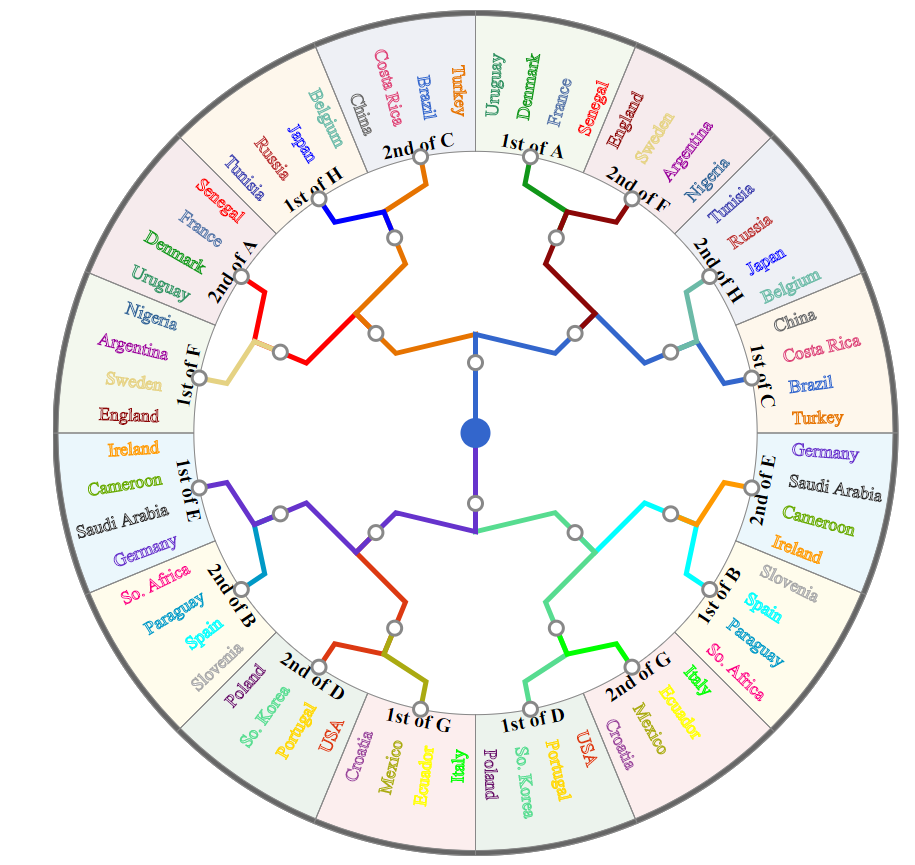 Uruguay
Denmark
France
Senegal
1st of A
England
Sweden
Argentina
Nigeria
2nd of F
Tunisia
Russia
Japan
Belgium
2nd of H
China
Costa Rica
Brazil
Turkey
1st of C
Germany
Saudi Arabia
Cameroon
Ireland
2nd of E
Slovenia
Spain
Paraguay
So. Africa
1st of B
Italy
Ecuador
Mexico
Croatia
2nd of G
USA
Portugal
So. Korea
Poland
1st of D
Italy
Ecuador
Mexico
Croatia
1st of G
USA
Portugal
So. Korea
Poland
2nd of D
Slovenia
Spain
Paraguay
So. Africa
2nd of B
Germany
Saudi Arabia
Cameroon
Ireland
1st of E
England
Sweden
Argentina
Nigeria
1st of F
Uruguay
Denmark
France
Senegal
2nd of A
Tunisia
Russia
Japan
Belgium
1st of H
China
Costa Rica
Brazil
Turkey
2nd of C